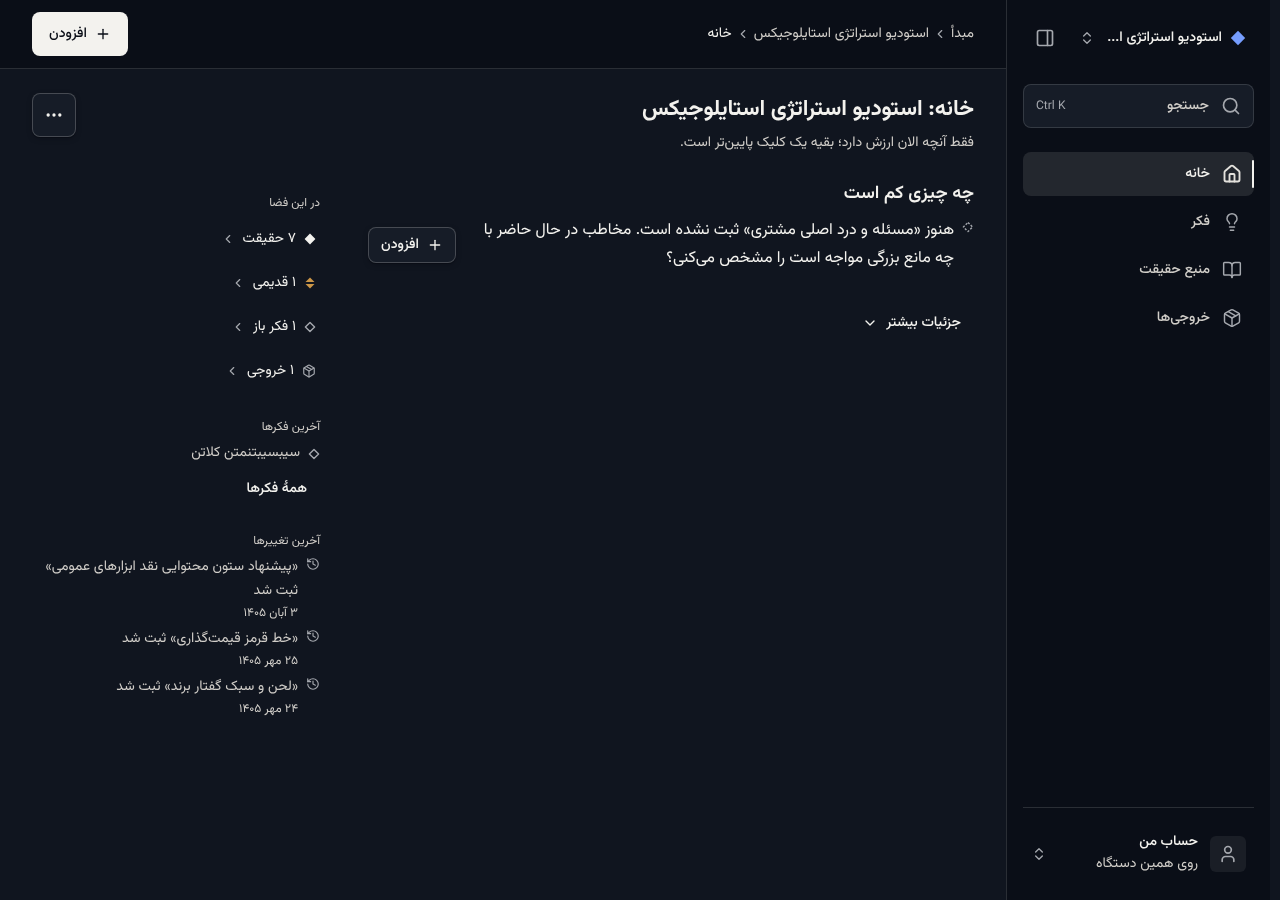 استودیو استراتژی ا...
جستجو
Ctrl K
خانه
فکر
منبع حقیقت
خروجی‌ها
حساب من
روی همین دستگاه
مبدأ › استودیو استراتژی استایلوجیکس › خانه
افزودن
خانه: استودیو استراتژی استایلوجیکس
فقط آنچه الان ارزش دارد؛ بقیه یک کلیک پایین‌تر است.
چه چیزی کم است
هنوز «مسئله و درد اصلی مشتری» ثبت نشده است. مخاطب در حال حاضر با
چه مانع بزرگی مواجه است را مشخص می‌کنی؟
افزودن
جزئیات بیشتر
در این فضا
۷ حقیقت
۱ قدیمی
۱ فکر باز
۱ خروجی
آخرین فکرها
سیبسیبتنمتن کلاتن
همهٔ فکرها
آخرین تغییرها
«پیشنهاد ستون محتوایی نقد ابزارهای عمومی»
ثبت شد
۳ آبان ۱۴۰۵
«خط قرمز قیمت‌گذاری» ثبت شد
۲۵ مهر ۱۴۰۵
«لحن و سبک گفتار برند» ثبت شد
۲۴ مهر ۱۴۰۵